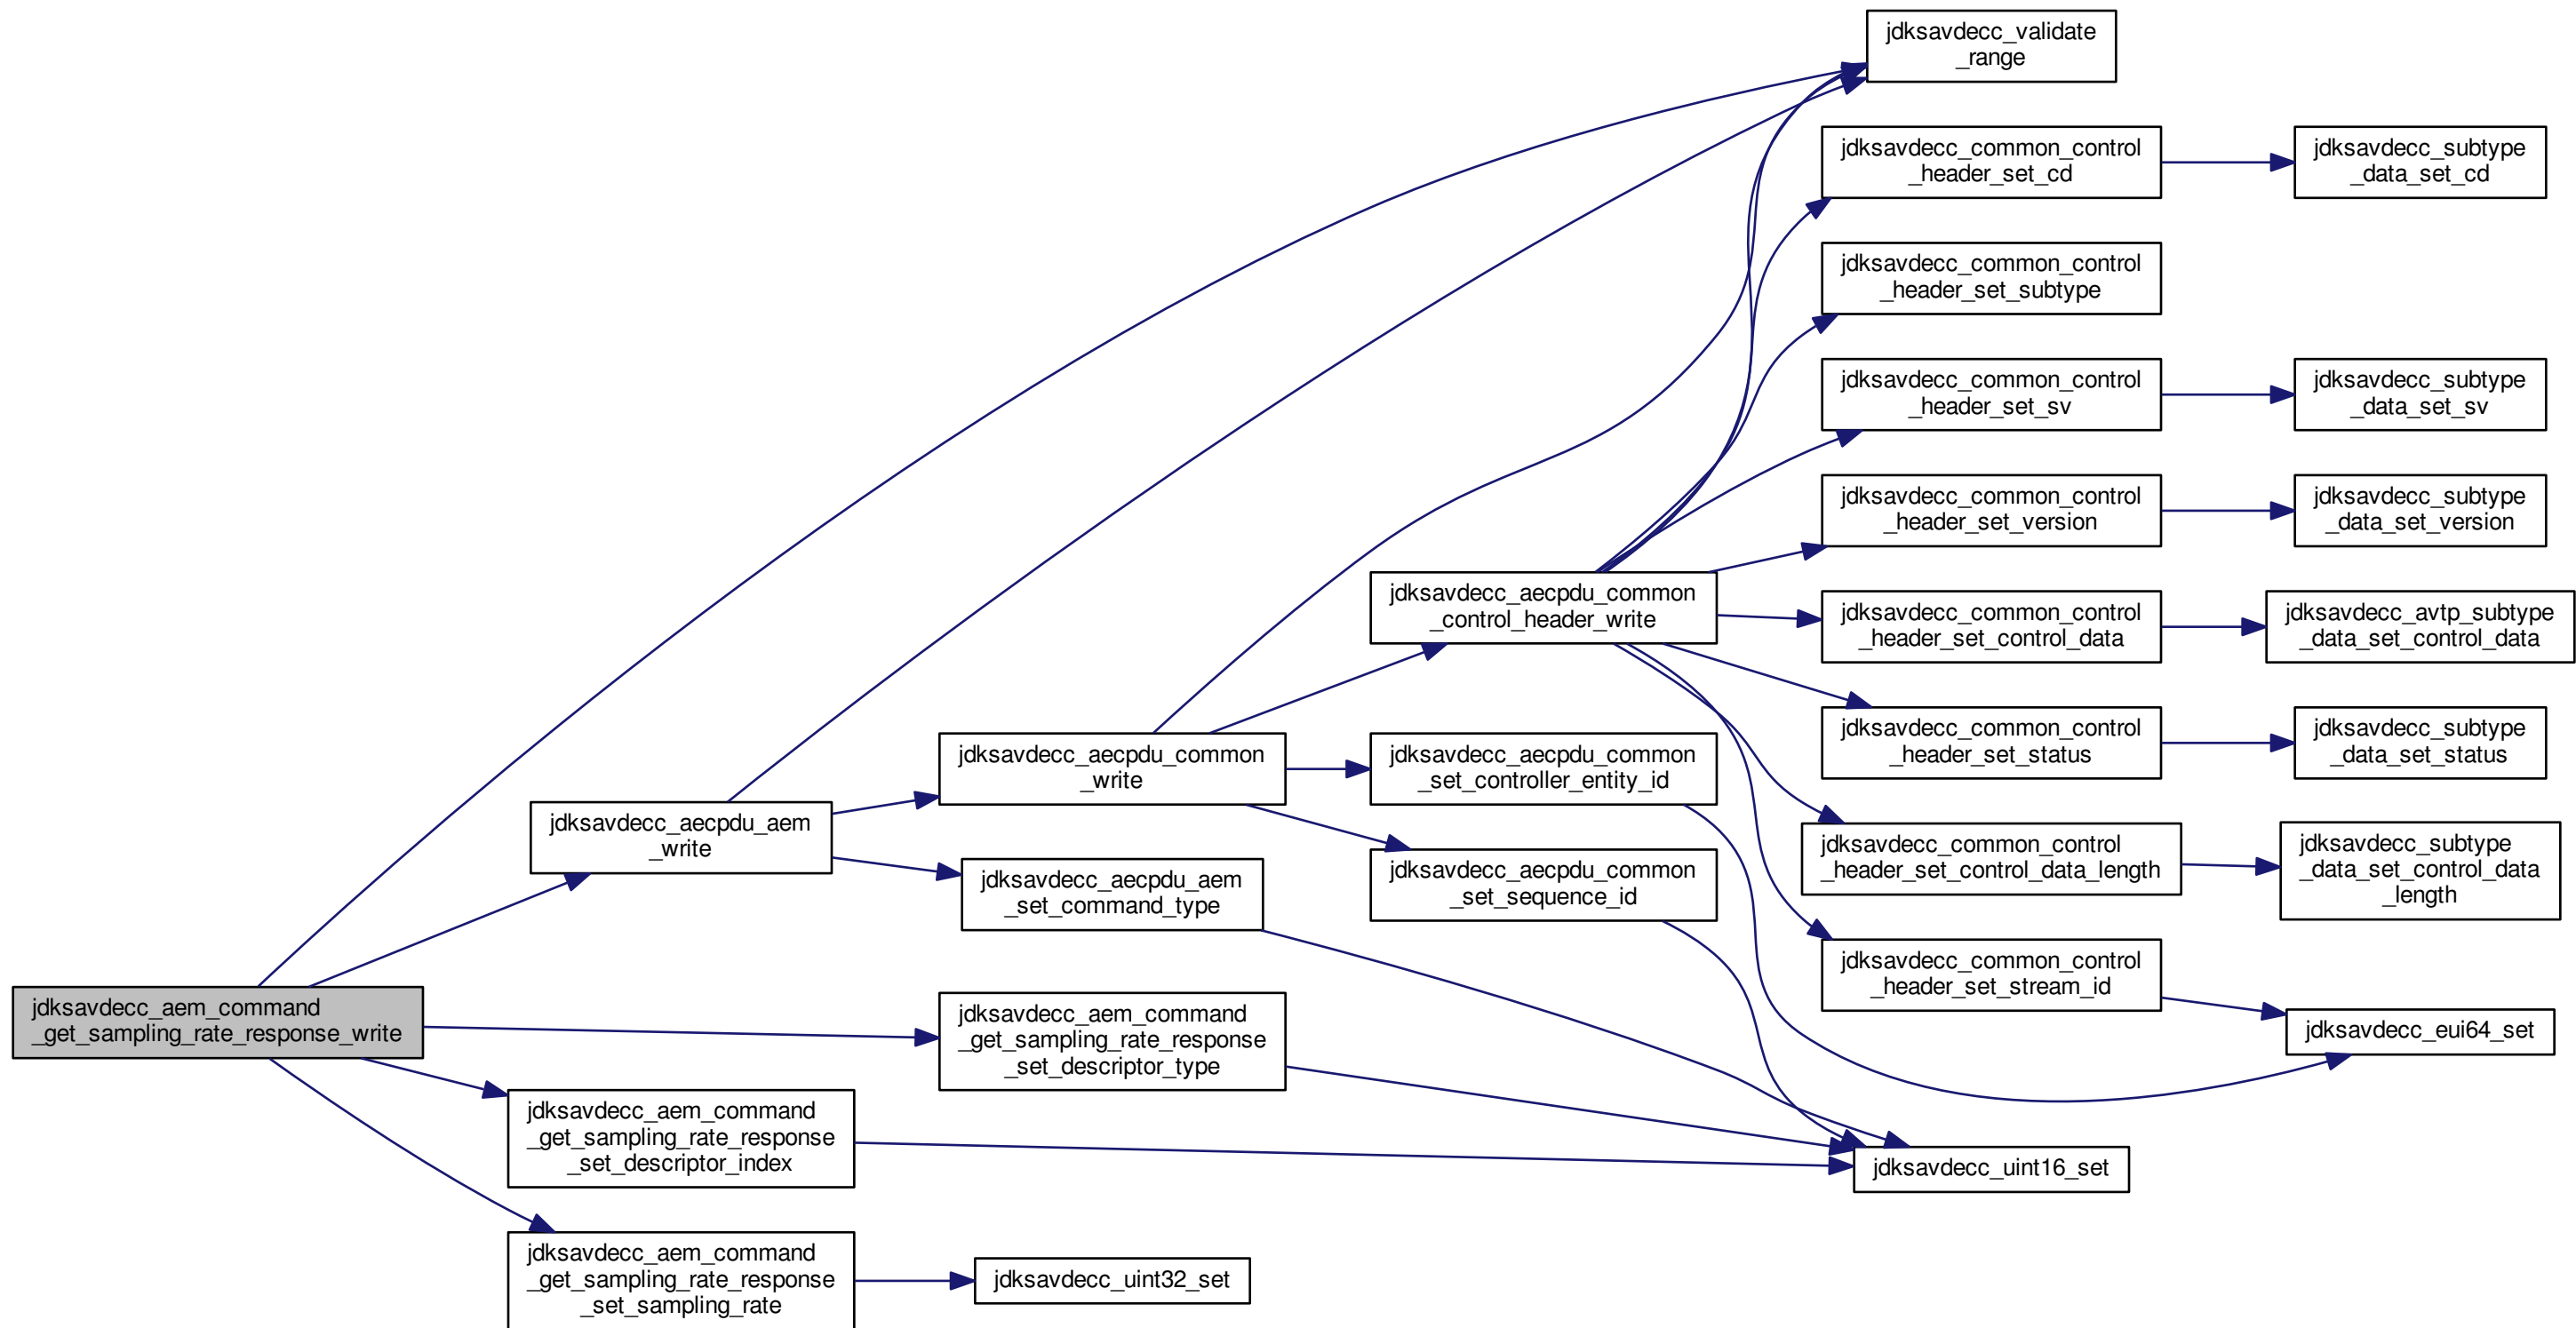 jdksavdecc_validate
_range
jdksavdecc_common_control
_header_set_cd
jdksavdecc_subtype
_data_set_cd
jdksavdecc_common_control
_header_set_subtype
jdksavdecc_common_control
_header_set_sv
jdksavdecc_subtype
_data_set_sv
jdksavdecc_common_control
_header_set_version
jdksavdecc_subtype
_data_set_version
jdksavdecc_aecpdu_common
_control_header_write
jdksavdecc_common_control
_header_set_control_data
jdksavdecc_avtp_subtype
_data_set_control_data
jdksavdecc_common_control
_header_set_status
jdksavdecc_subtype
_data_set_status
jdksavdecc_aecpdu_common
_write
jdksavdecc_aecpdu_common
_set_controller_entity_id
jdksavdecc_aecpdu_aem
_write
jdksavdecc_common_control
_header_set_control_data_length
jdksavdecc_subtype
_data_set_control_data
_length
jdksavdecc_aecpdu_aem
_set_command_type
jdksavdecc_aecpdu_common
_set_sequence_id
jdksavdecc_common_control
_header_set_stream_id
jdksavdecc_aem_command
_get_sampling_rate_response_write
jdksavdecc_aem_command
_get_sampling_rate_response
_set_descriptor_type
jdksavdecc_eui64_set
jdksavdecc_aem_command
_get_sampling_rate_response
_set_descriptor_index
jdksavdecc_uint16_set
jdksavdecc_aem_command
_get_sampling_rate_response
_set_sampling_rate
jdksavdecc_uint32_set